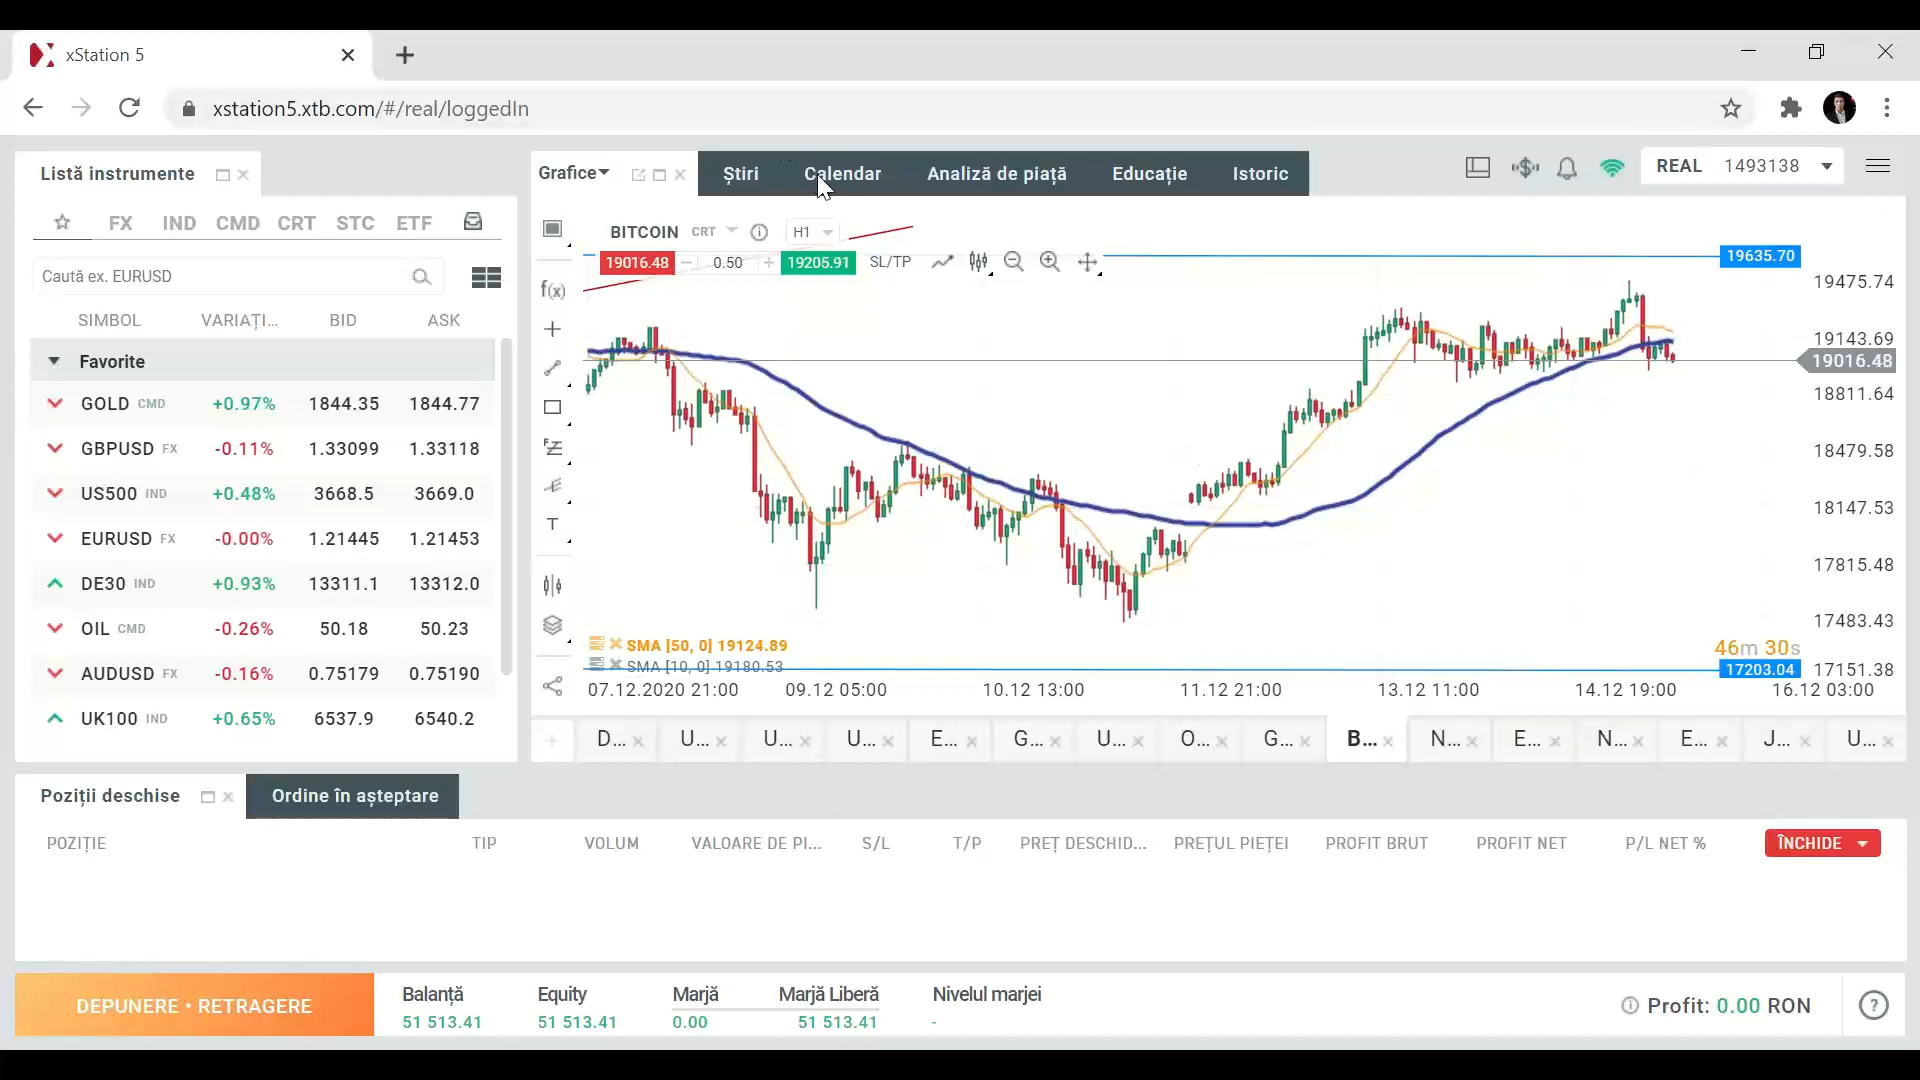 xStation 5
xstation5.xtb.com/#/real/loggedIn
Listă instrumente
FX IND CMD CRT STC ETF
Caută ex. EURUSD
SIMBOL VARIAȚI... BID ASK
Favorite
GOLD CMD +0.97% 1844.35 1844.77
GBPUSD FX -0.11% 1.33099 1.33118
US500 IND +0.48% 3668.5 3669.0
EURUSD FX -0.00% 1.21445 1.21453
DE30 IND +0.93% 13311.1 13312.0
OIL CMD -0.26% 50.18 50.23
AUDUSD FX -0.16% 0.75179 0.75190
UK100 IND +0.65% 6537.9 6540.2
Grafice Știri Calendar Analiză de piață Educație Istoric
REAL 1493138
BITCOIN CRT H1
19016.48 0.50 19205.91 SL/TP
f(x)
T
19635.70
19475.74
19143.69
19016.48
18811.64
18479.58
18147.53
17815.48
17483.43
17203.04
17151.38
SMA [50, 0] 19124.89
SMA [10, 0] 19180.53
46m 30s
07.12.2020 21:00 09.12 05:00 10.12 13:00 11.12 21:00 13.12 11:00 14.12 19:00 16.12 03:00
D... U... U... U... E... G... U... O... G... B... N... E... N... E... J... U...
Poziții deschise Ordine în așteptare
POZIȚIE TIP VOLUM VALOARE DE PI... S/L T/P PREȚ DESCHID... PREȚUL PIEȚEI PROFIT BRUT PROFIT NET P/L NET % ÎNCHIDE
DEPUNERE • RETRAGERE
Balanță Equity Marjă Marjă Liberă Nivelul marjei
51 513.41 51 513.41 0.00 51 513.41 -
Profit: 0.00 RON